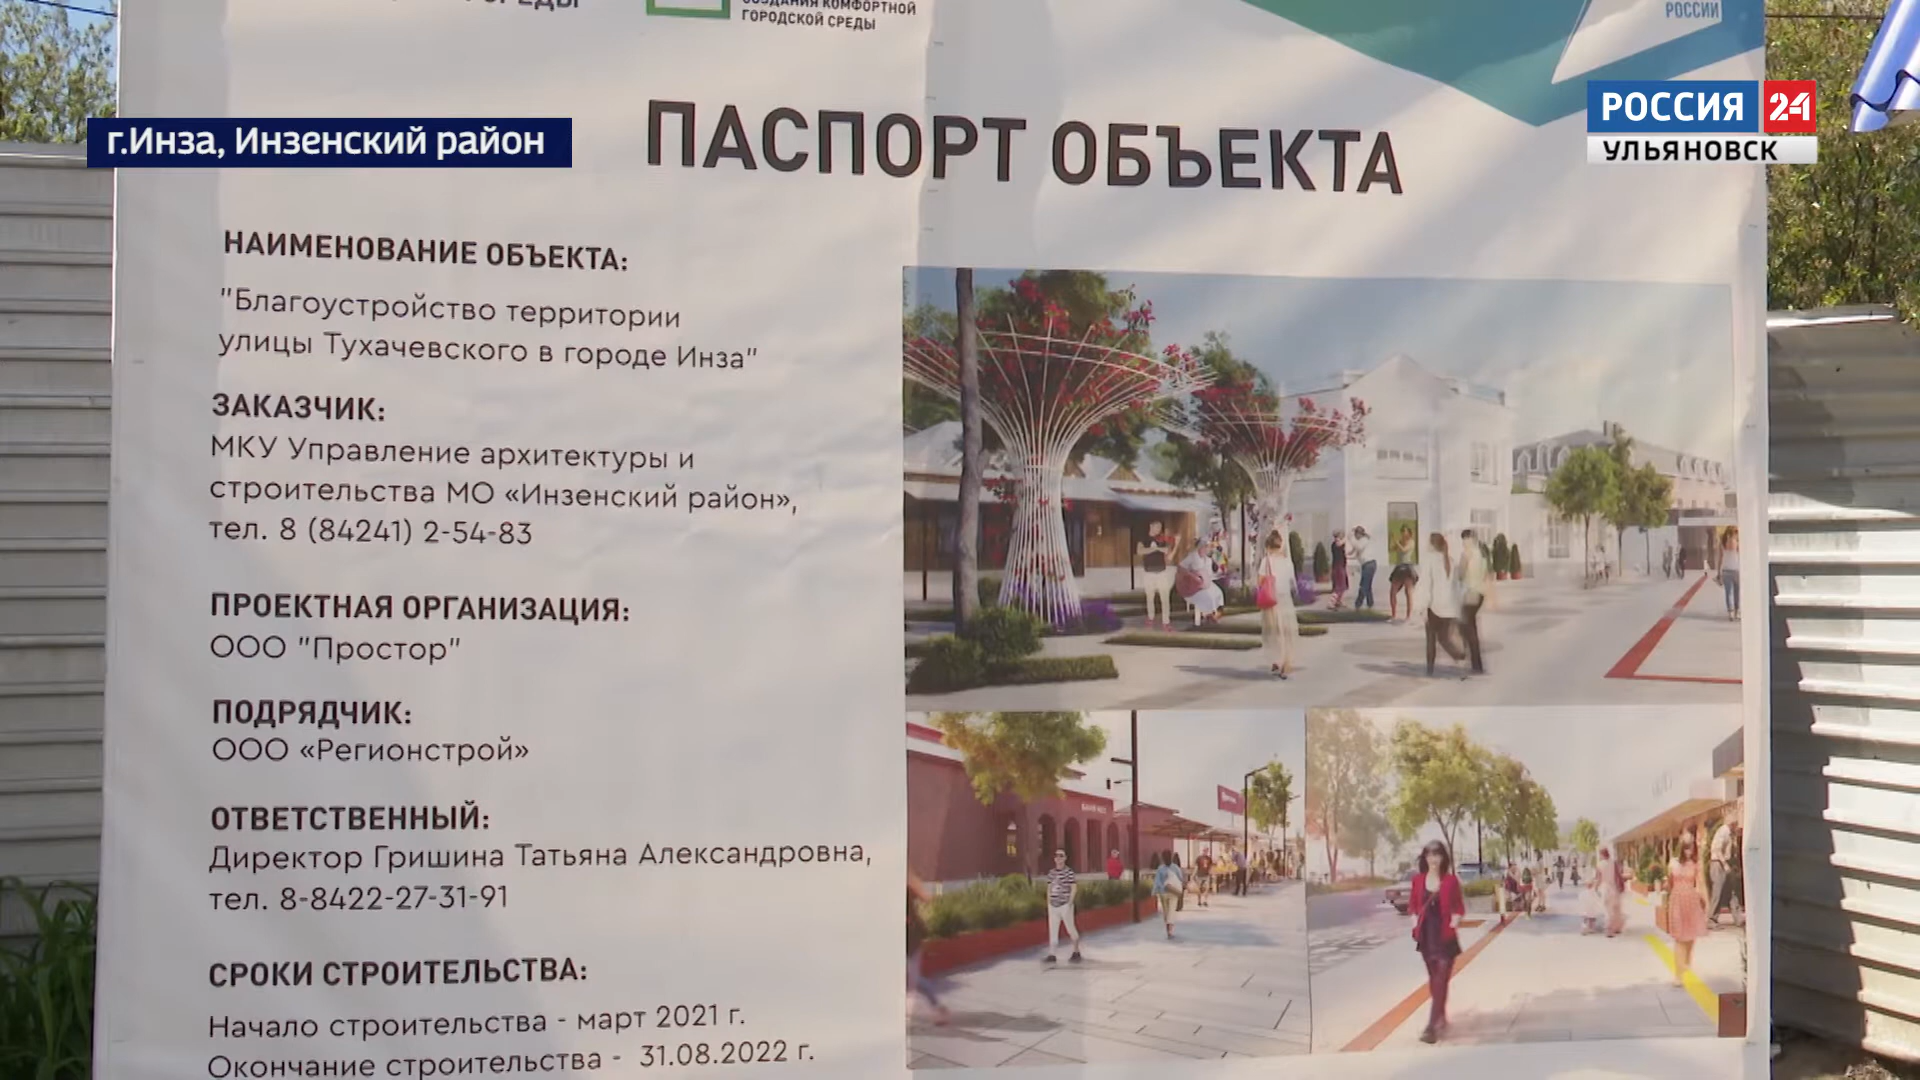 СОЗДАНИЯ КОМФОРТНОЙ
ГОРОДСКОЙ СРЕДЫ
РОССИИ
РОССИЯ 24
УЛЬЯНОВСК
г.Инза, Инзенский район
ПАСПОРТ ОБЪЕКТА
НАИМЕНОВАНИЕ ОБЪЕКТА:
"Благоустройство территории
улицы Тухачевского в городе Инза"
ЗАКАЗЧИК:
МКУ Управление архитектуры и
строительства МО «Инзенский район»,
тел. 8 (84241) 2-54-83
ПРОЕКТНАЯ ОРГАНИЗАЦИЯ:
ООО "Простор"
ПОДРЯДЧИК:
ООО «Регионстрой»
ОТВЕТСТВЕННЫЙ:
Директор Гришина Татьяна Александровна,
тел. 8-8422-27-31-91
СРОКИ СТРОИТЕЛЬСТВА:
Начало строительства - март 2021 г.
Окончание строительства - 31.08.2022 г.